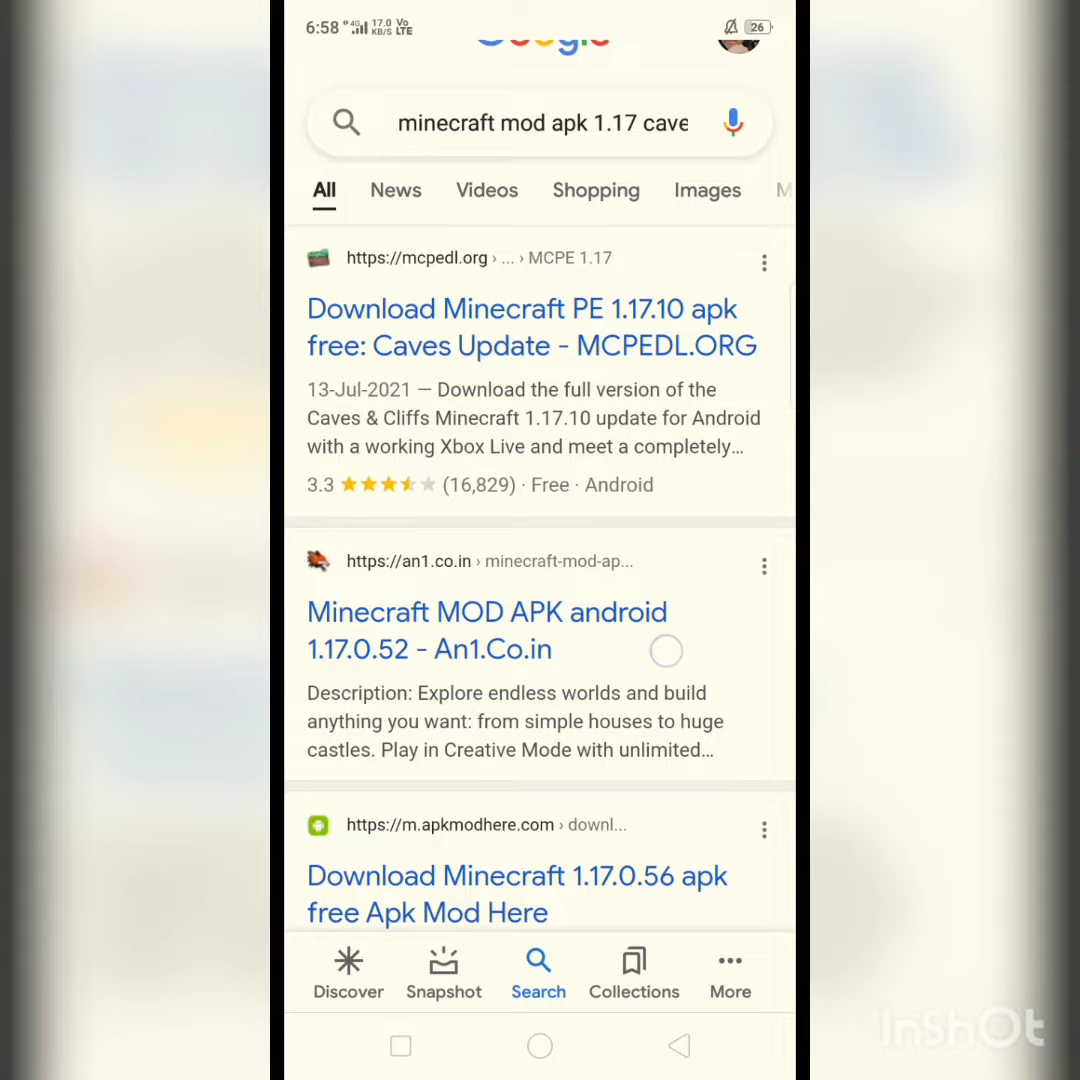 6:58 4G 17.0 KB/S Vo LTE 26
minecraft mod apk 1.17 cave
All News Videos Shopping Images M
https://mcpedl.org › ... › MCPE 1.17
Download Minecraft PE 1.17.10 apk
free: Caves Update - MCPEDL.ORG
13-Jul-2021 — Download the full version of the
Caves & Cliffs Minecraft 1.17.10 update for Android
with a working Xbox Live and meet a completely...
3.3 (16,829) · Free · Android
https://an1.co.in › minecraft-mod-ap...
Minecraft MOD APK android
1.17.0.52 - An1.Co.in
Description: Explore endless worlds and build
anything you want: from simple houses to huge
castles. Play in Creative Mode with unlimited...
https://m.apkmodhere.com › downl...
Download Minecraft 1.17.0.56 apk
free Apk Mod Here
Discover Snapshot Search Collections More
InShOt